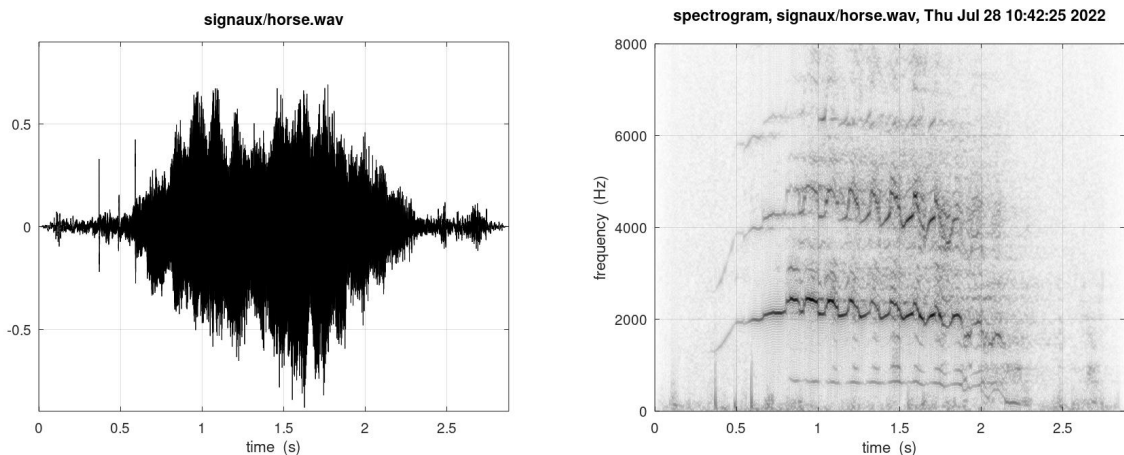 signaux/horse.wav
0.5
0
-0.5
0 0.5 1 1.5 2 2.5
time (s)
spectrogram, signaux/horse.wav, Thu Jul 28 10:42:25 2022
frequency (Hz)
8000
6000
4000
2000
0
0 0.5 1 1.5 2 2.5
time (s)